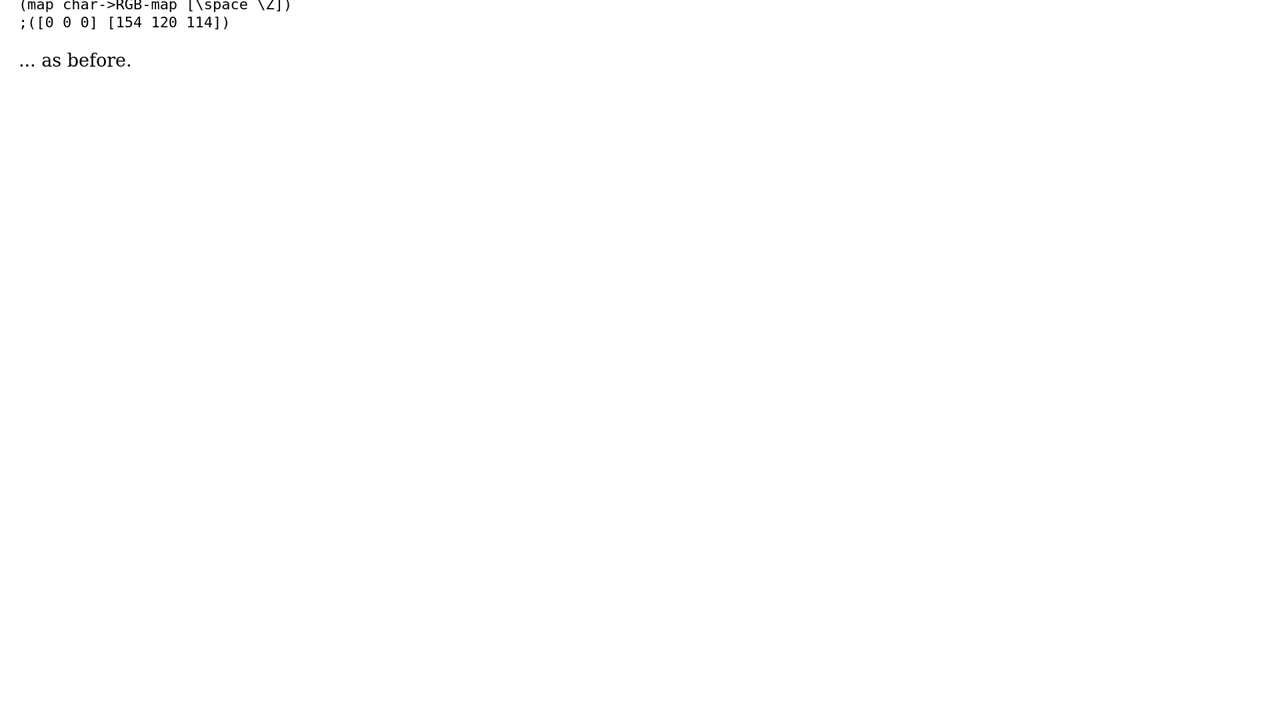 (map char->RGB-map [\space \Z])
;([0 0 0] [154 120 114])
... as before.